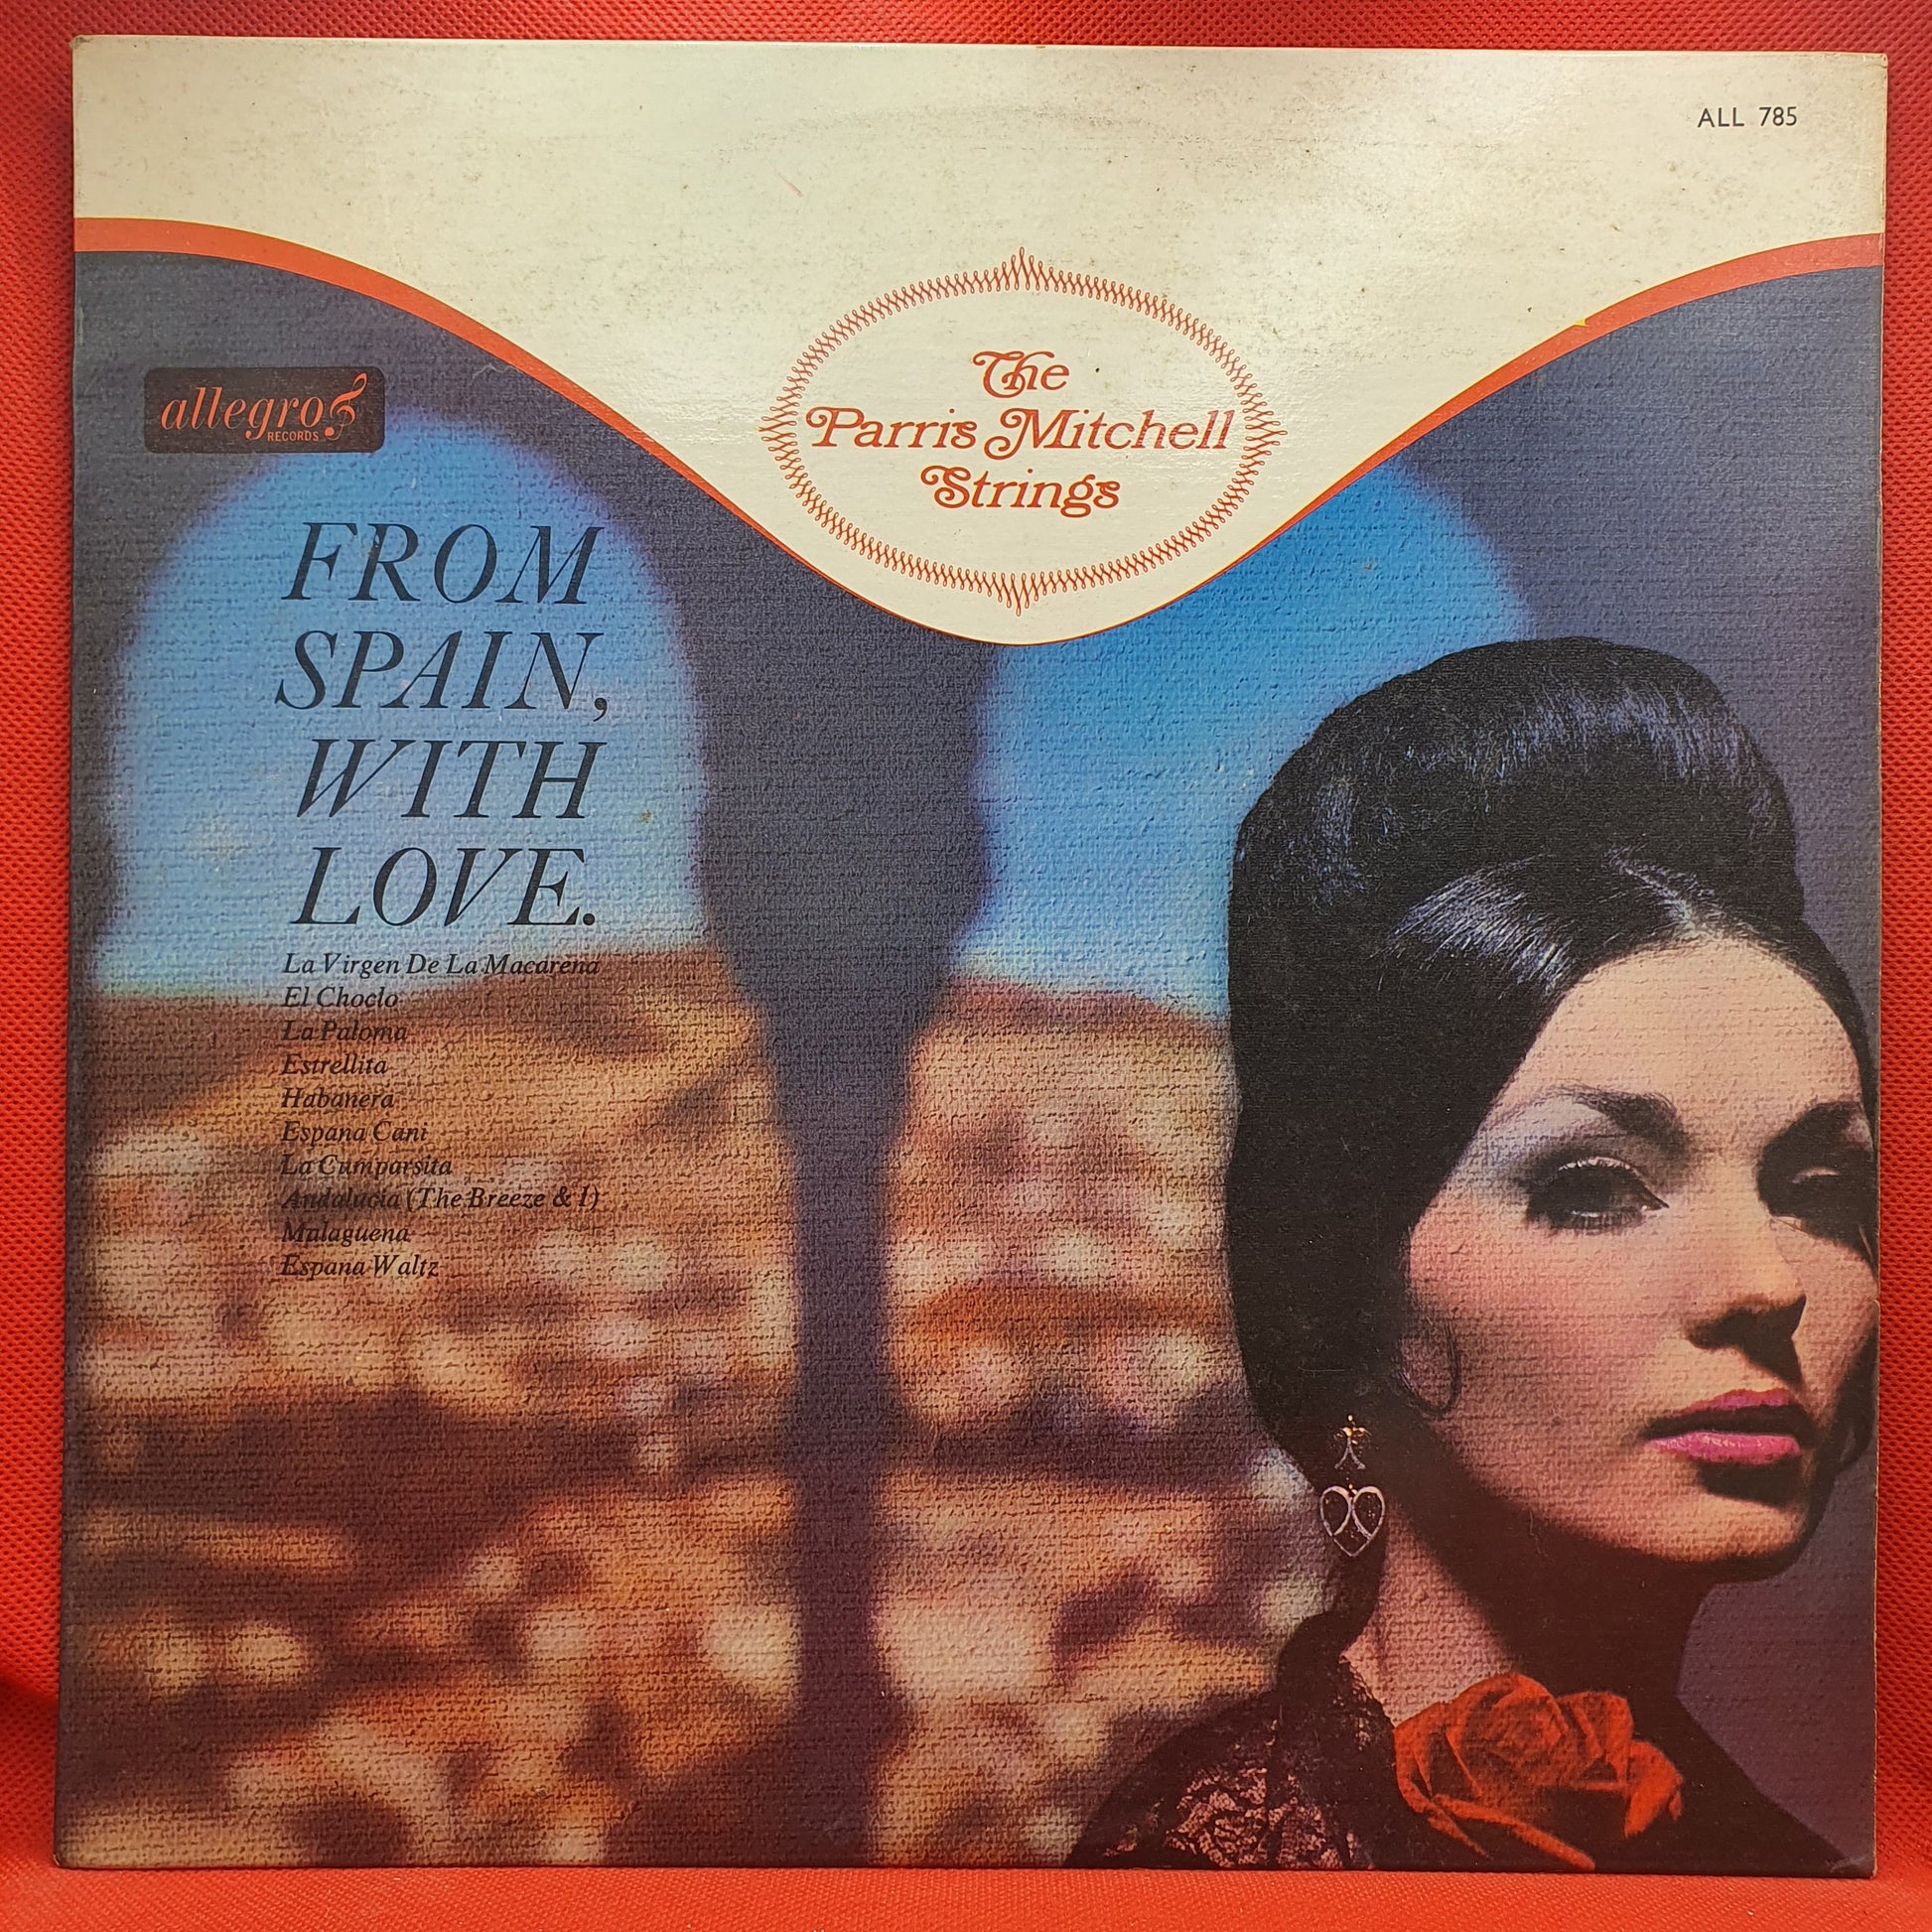 ALL 785
The
Parris Mitchell
Strings
allegro
RECORDS
FROM
SPAIN,
WITH
LOVE.
La Virgen De La Macarena
El Choclo
La Paloma
Estrellita
Habanera
Espana Cani
La Cumparsita
Andalucia (The Breeze & I)
Malaguena
Espana Waltz